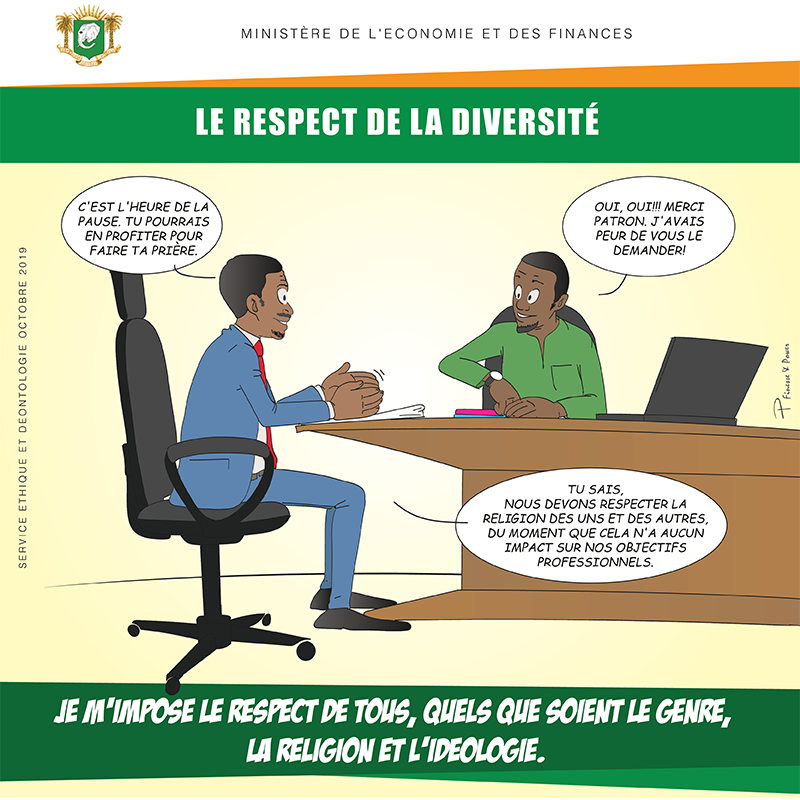 MINISTÈRE DE L'ECONOMIE ET DES FINANCES
LE RESPECT DE LA DIVERSITÉ
C'EST L'HEURE DE LA
PAUSE. TU POURRAIS
EN PROFITER POUR
FAIRE TA PRIÈRE.
OUI, OUI!!! MERCI
PATRON. J'AVAIS
PEUR DE VOUS LE
DEMANDER!
SERVICE ETHIQUE ET DEONTOLOGIE OCTOBRE 2019
TU SAIS,
NOUS DEVONS RESPECTER LA
RELIGION DES UNS ET DES AUTRES,
DU MOMENT QUE CELA N'A AUCUN
IMPACT SUR NOS OBJECTIFS
PROFESSIONNELS.
JE M'IMPOSE LE RESPECT DE TOUS, QUELS QUE SOIENT LE GENRE,
LA RELIGION ET L'IDEOLOGIE.